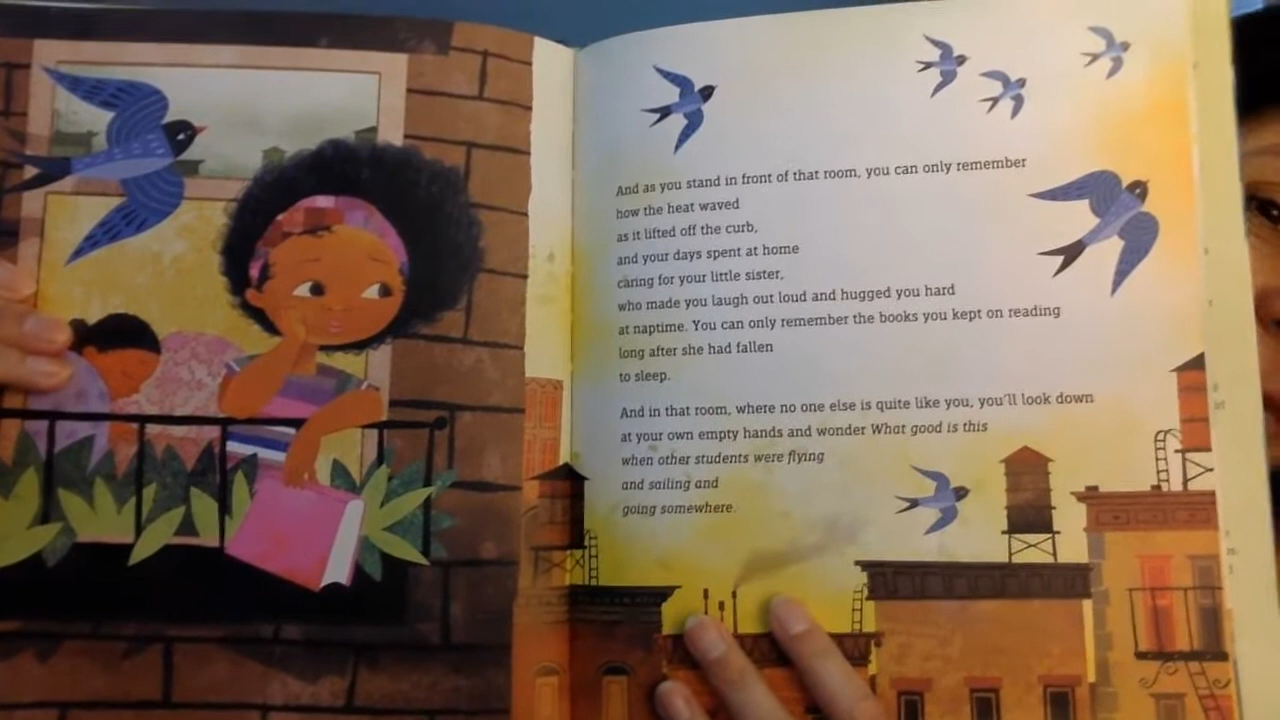 And as you stand in front of that room, you can only remember
how the heat waved
as it lifted off the curb,
and your days spent at home
caring for your little sister,
who made you laugh out loud and hugged you hard
at naptime. You can only remember the books you kept on reading
long after she had fallen
to sleep.
And in that room, where no one else is quite like you, you'll look down
at your own empty hands and wonder What good is this
when other students were flying
and sailing and
going somewhere.